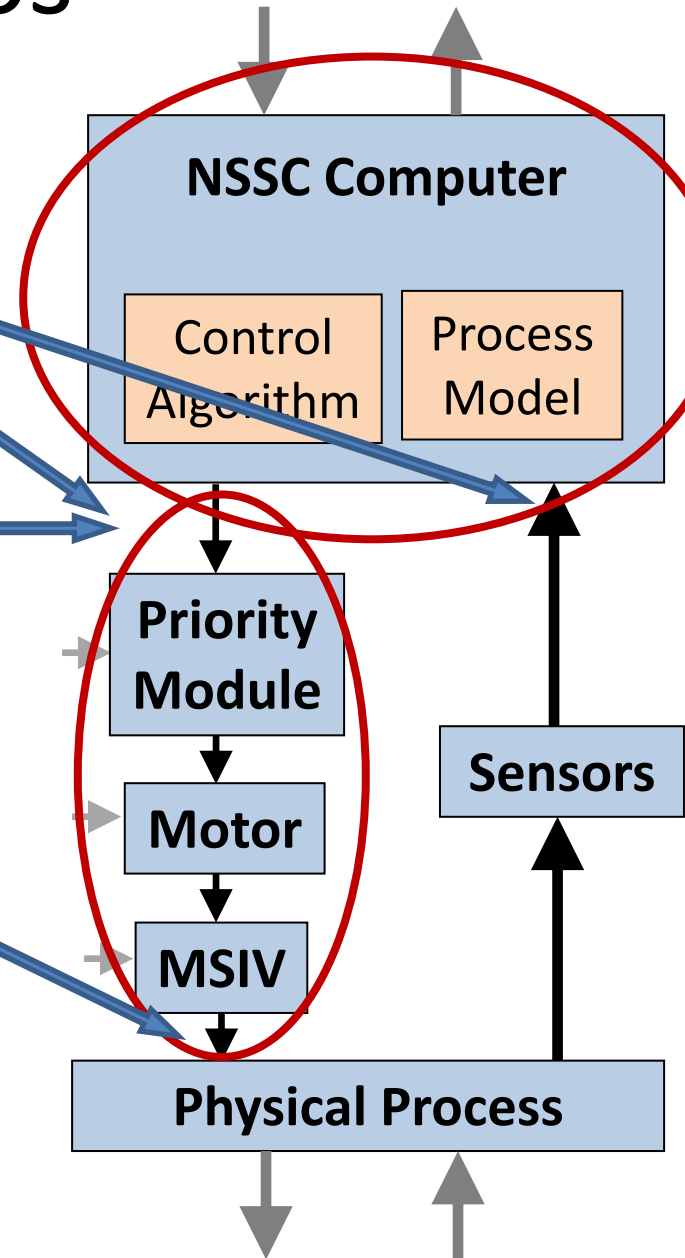 NSSC Computer
Control
Algorithm
Process
Model
Priority
Module
Motor
MSIV
Sensors
Physical Process